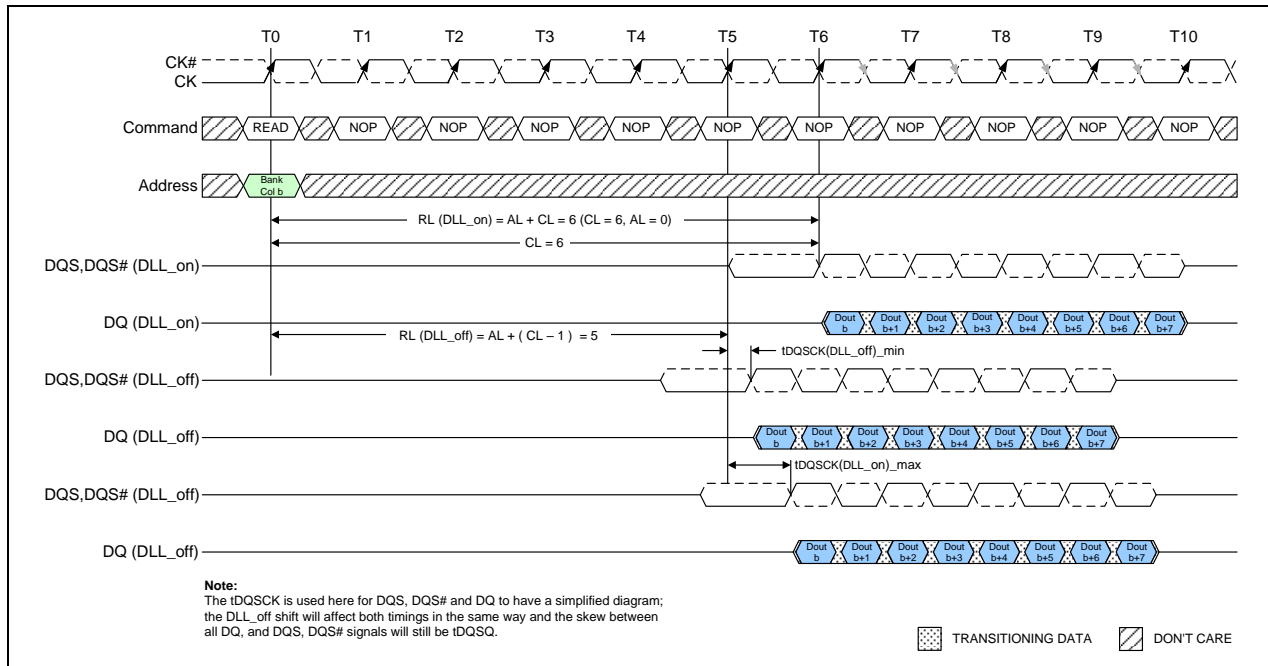 T0 T1 T2 T3 T4 T5 T6 T7 T8 T9 T10
CK#
CK
Command READ NOP NOP NOP NOP NOP NOP NOP NOP NOP NOP
Address Bank
Col b
RL (DLL_on) = AL + CL = 6 (CL = 6, AL = 0)
CL = 6
DQS,DQS# (DLL_on)
DQ (DLL_on) Dout b Dout b+1 Dout b+2 Dout b+3 Dout b+4 Dout b+5 Dout b+6 Dout b+7
RL (DLL_off) = AL + ( CL – 1 ) = 5
tDQSCK(DLL_off)_min
DQS,DQS# (DLL_off)
DQ (DLL_off) Dout b Dout b+1 Dout b+2 Dout b+3 Dout b+4 Dout b+5 Dout b+6 Dout b+7
tDQSCK(DLL_on)_max
DQS,DQS# (DLL_off)
DQ (DLL_off) Dout b Dout b+1 Dout b+2 Dout b+3 Dout b+4 Dout b+5 Dout b+6 Dout b+7
Note:
The tDQSCK is used here for DQS, DQS# and DQ to have a simplified diagram;
the DLL_off shift will affect both timings in the same way and the skew between
all DQ, and DQS, DQS# signals will still be tDQSQ.
TRANSITIONING DATA DON'T CARE